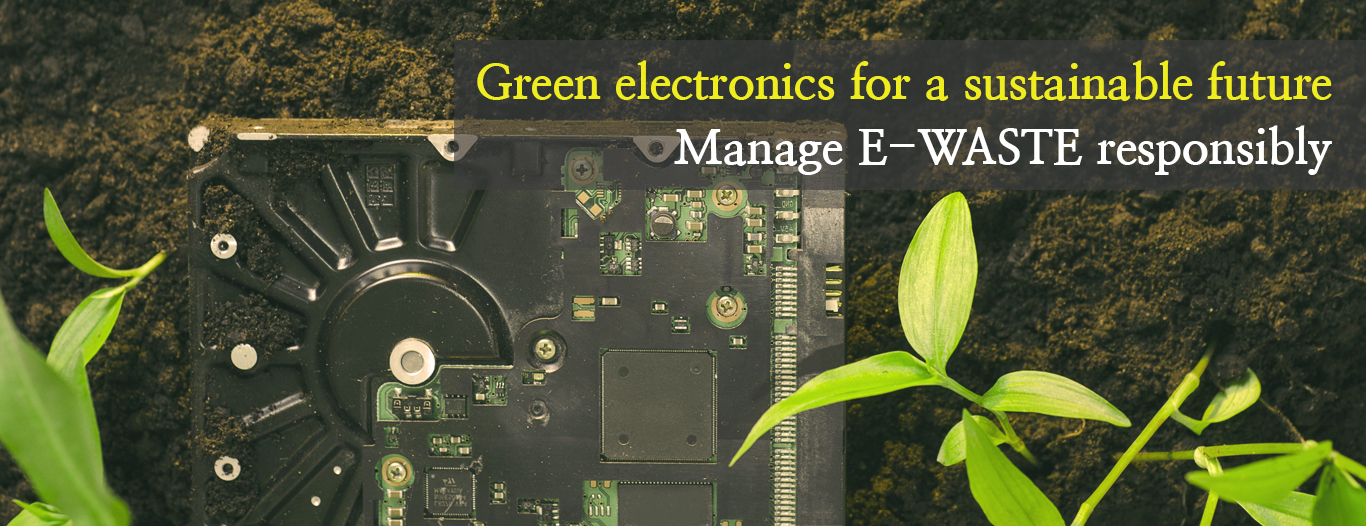 Green electronics for a sustainable future
Manage E-WASTE responsibly